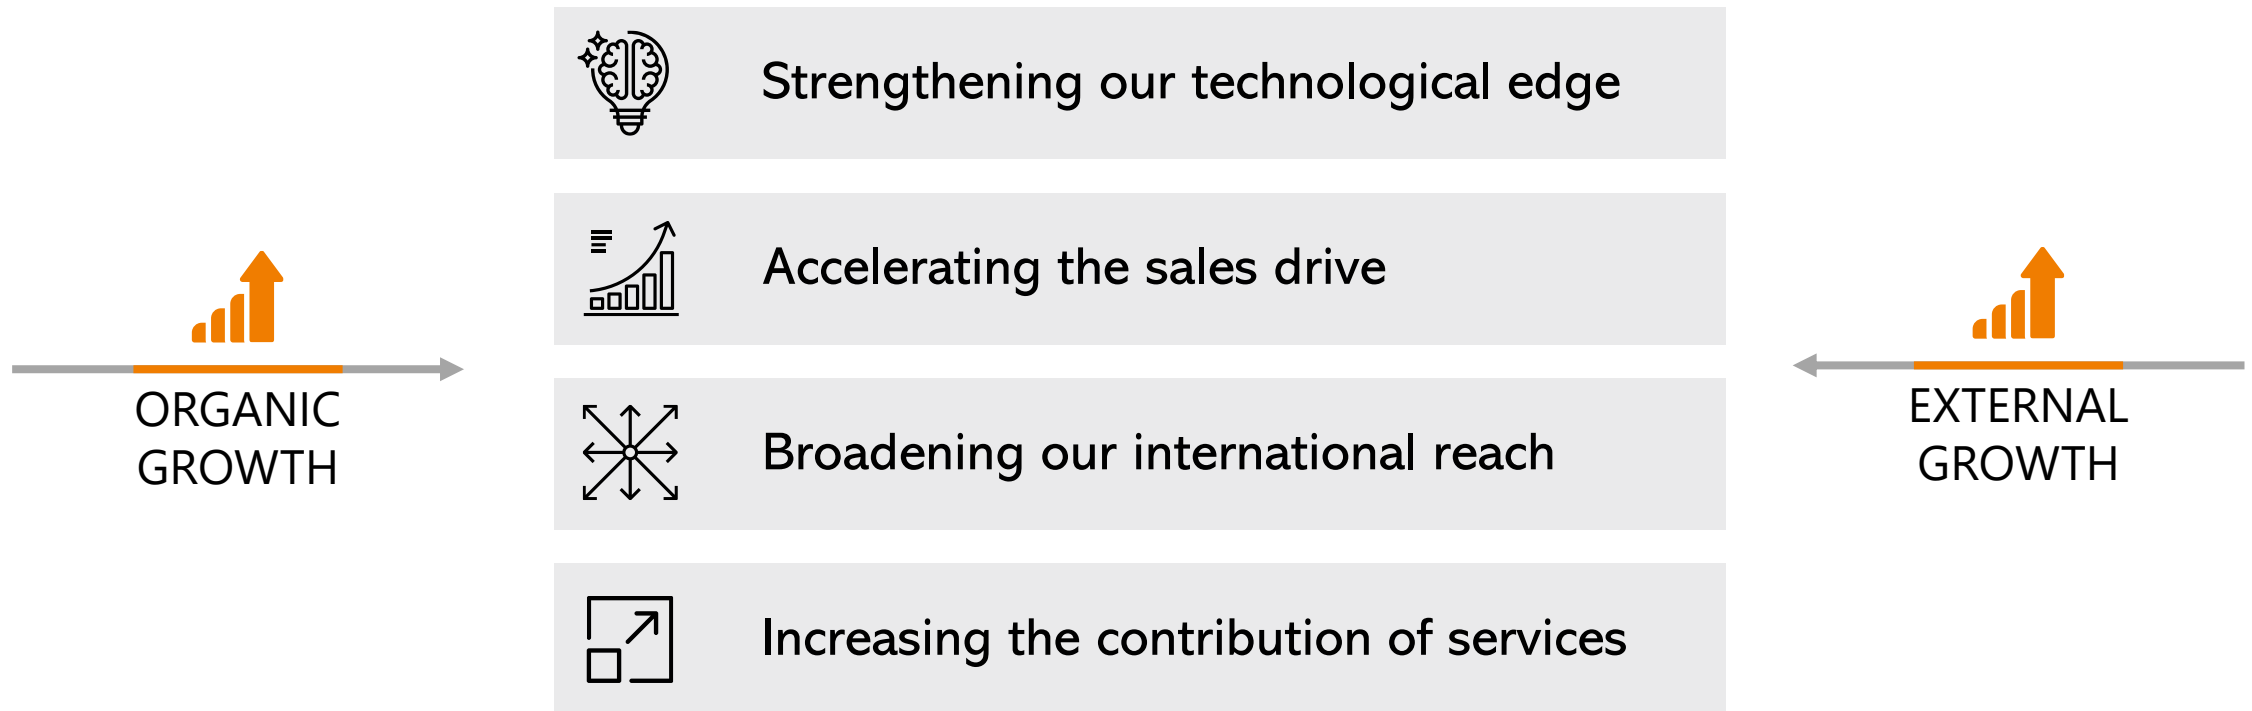 Strengthening our technological edge
Accelerating the sales drive
ORGANIC
GROWTH
Broadening our international reach
EXTERNAL
GROWTH
Increasing the contribution of services